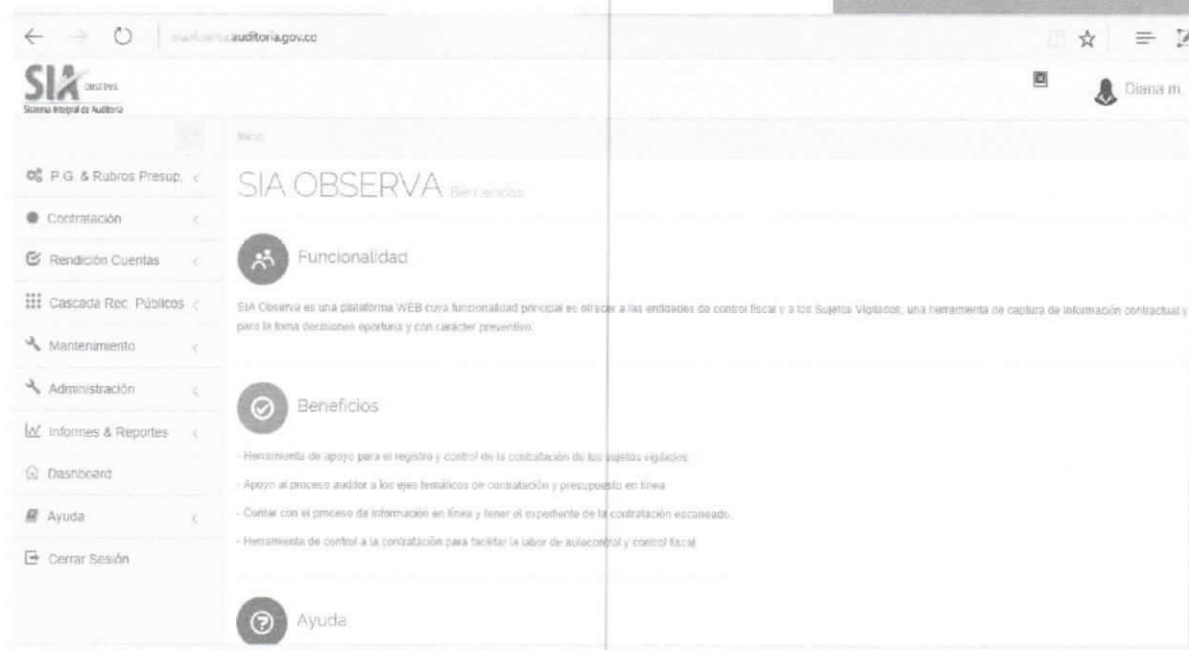 siaobserva.auditoria.gov.co
SIA OBSERVA
Sistema Integral de Auditoria
Diana m.
Inicio
P.G. & Rubros Presup.
Contratación
Rendición Cuentas
Cascada Rec. Públicos
Mantenimiento
Administración
Informes & Reportes
Dashboard
Ayuda
Cerrar Sesión
SIA OBSERVA Bienvenidos
Funcionalidad
SIA Observa es una plataforma WEB cuya funcionalidad principal es ofrecer a las entidades de control fiscal y a los Sujetos Vigilados, una herramienta de captura de información contractual y
para la toma decisiones oportuna y con carácter preventivo.
Beneficios
- Herramienta de apoyo para el registro y control de la contratación de los sujetos vigilados
- Apoyo al proceso auditor a los ejes temáticos de contratación y presupuesto en línea
- Contar con el proceso de información en línea y tener el expediente de la contratación escaneado.
- Herramienta de control a la contratación para facilitar la labor de autocontrol y control fiscal
Ayuda